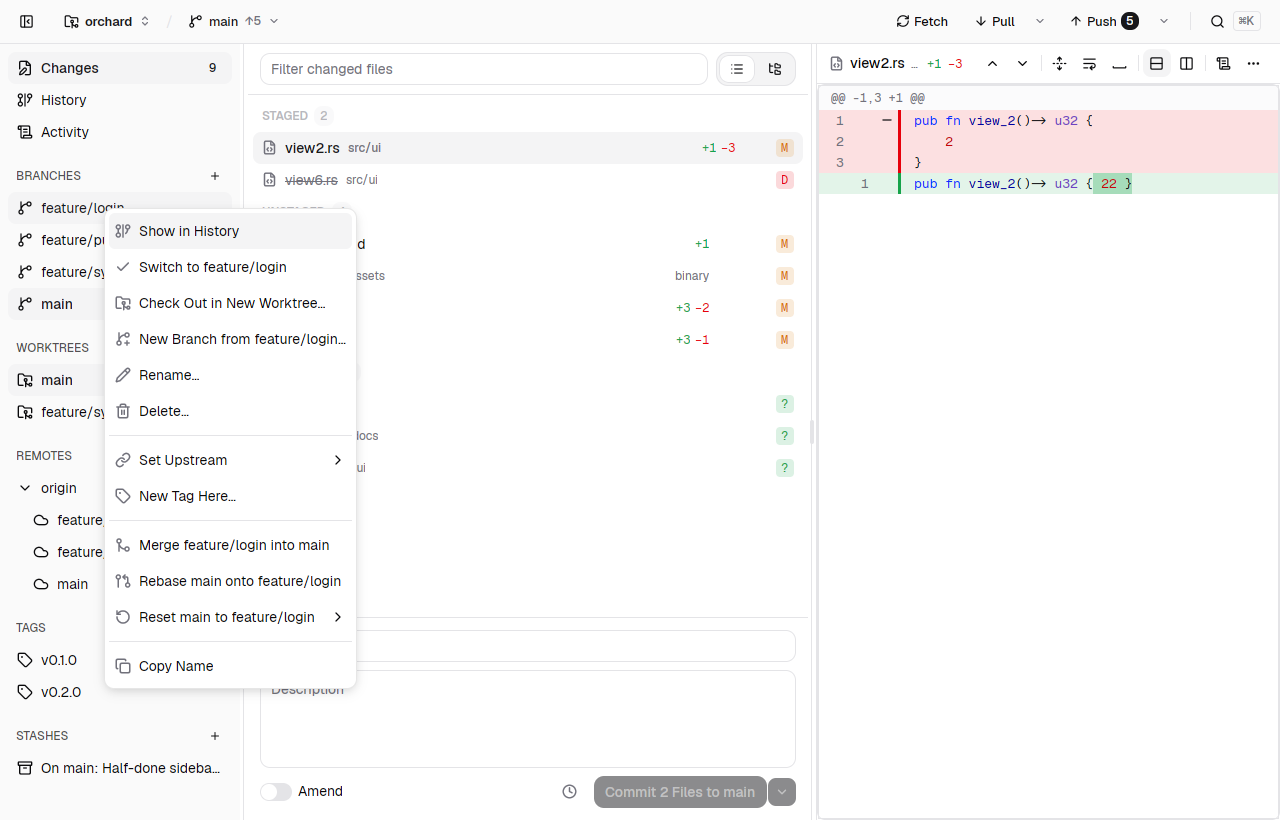 orchard / main ↑5 Fetch Pull Push 5 ⌘K
Changes 9
History
Activity
BRANCHES
feature/login
feature/
feature/sy
main
WORKTREES
main
feature/sy
REMOTES
origin
feature
feature
main
TAGS
v0.1.0
v0.2.0
STASHES
On main: Half-done sideba...
Show in History
Switch to feature/login
Check Out in New Worktree...
New Branch from feature/login...
Rename...
Delete...
Set Upstream
New Tag Here...
Merge feature/login into main
Rebase main onto feature/login
Reset main to feature/login
Copy Name
Filter changed files
STAGED 2
view2.rs src/ui +1 −3 M
view6.rs src/ui D
d +1 M
ssets binary M
+3 −2 M
+3 −1 M
?
docs ?
ui ?
Description
Amend
Commit 2 Files to main
view2.rs ... +1 −3
@@ -1,3 +1 @@
1 − pub fn view_2()-> u32 {
2 2
3 }
1 pub fn view_2()-> u32 { 22 }